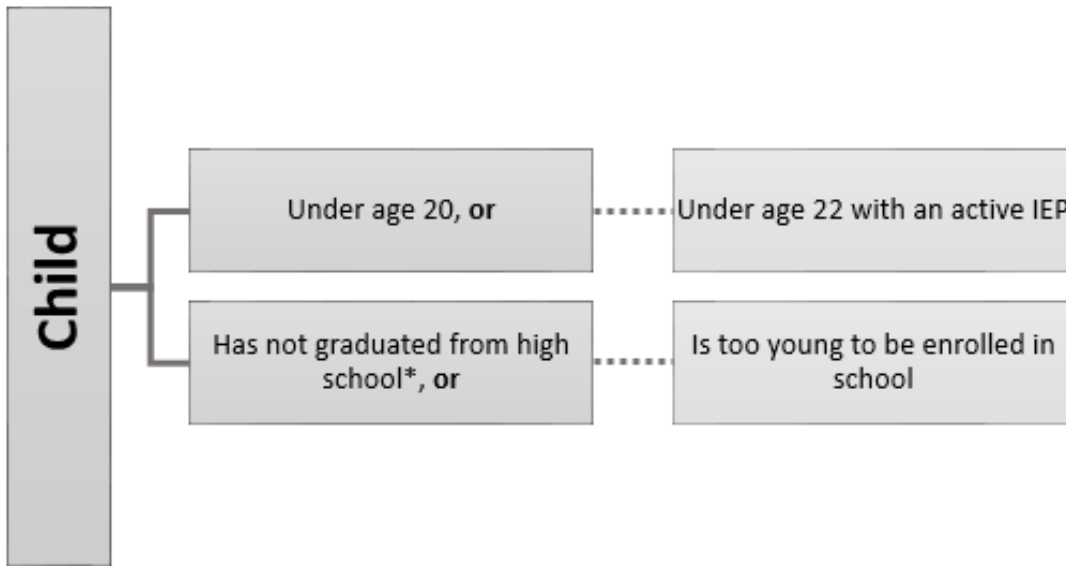 Child
Under age 20, or
Under age 22 with an active IEP
Has not graduated from high
school*, or
Is too young to be enrolled in
school